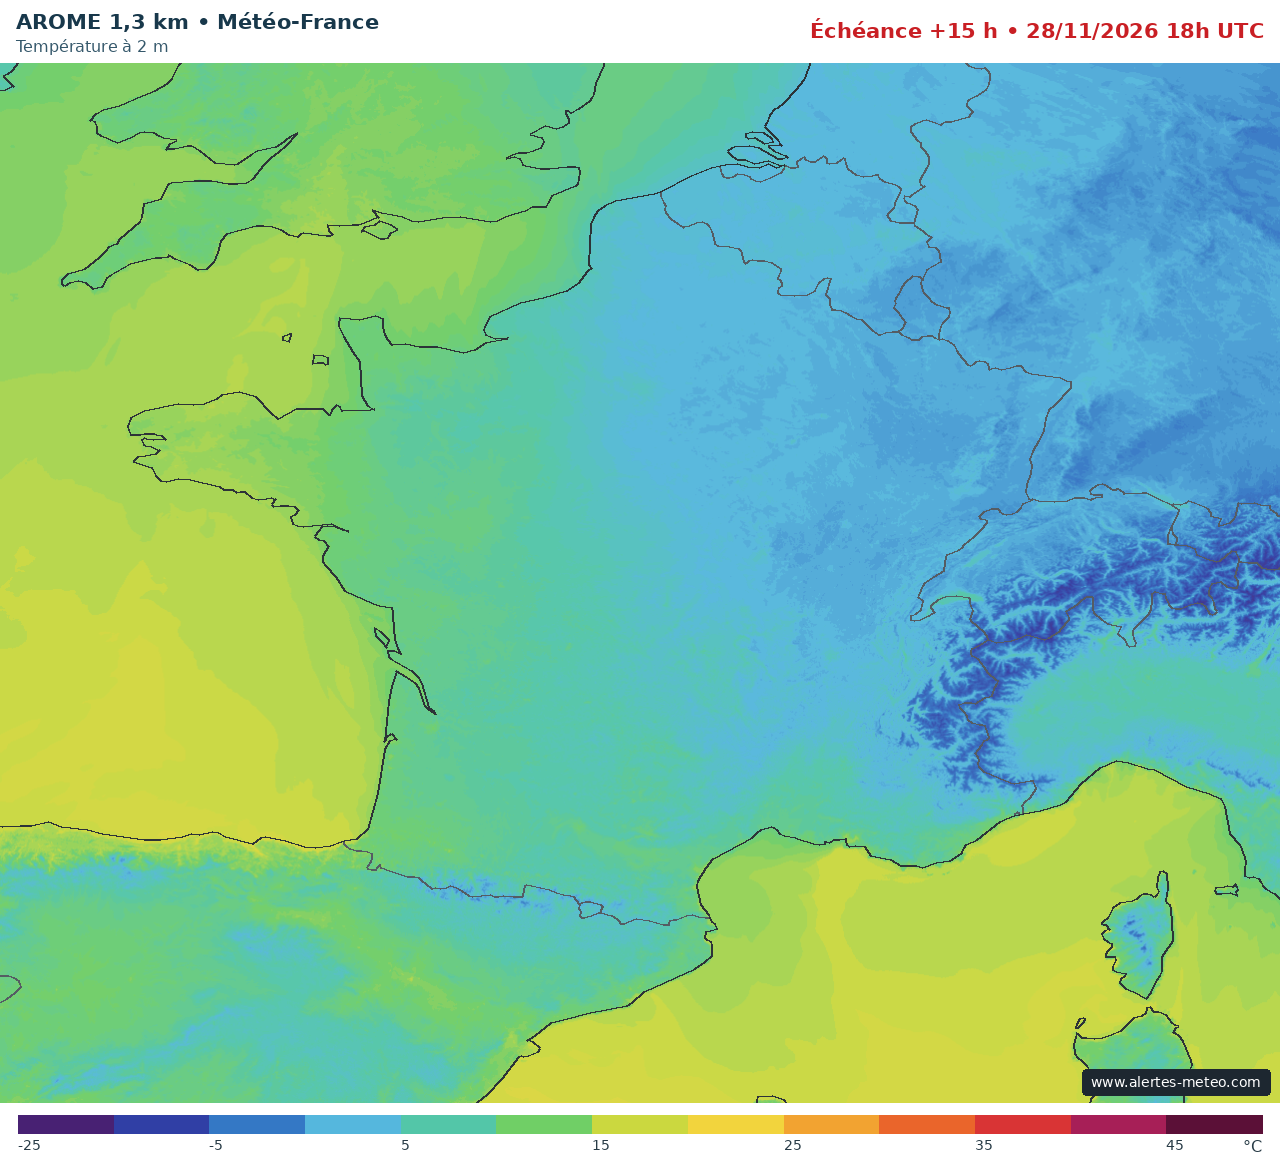 AROME 1,3 km • Météo-France
Température à 2 m
Échéance +15 h • 28/11/2026 18h UTC
www.alertes-meteo.com
-25 -5 5 15 25 35 45 °C